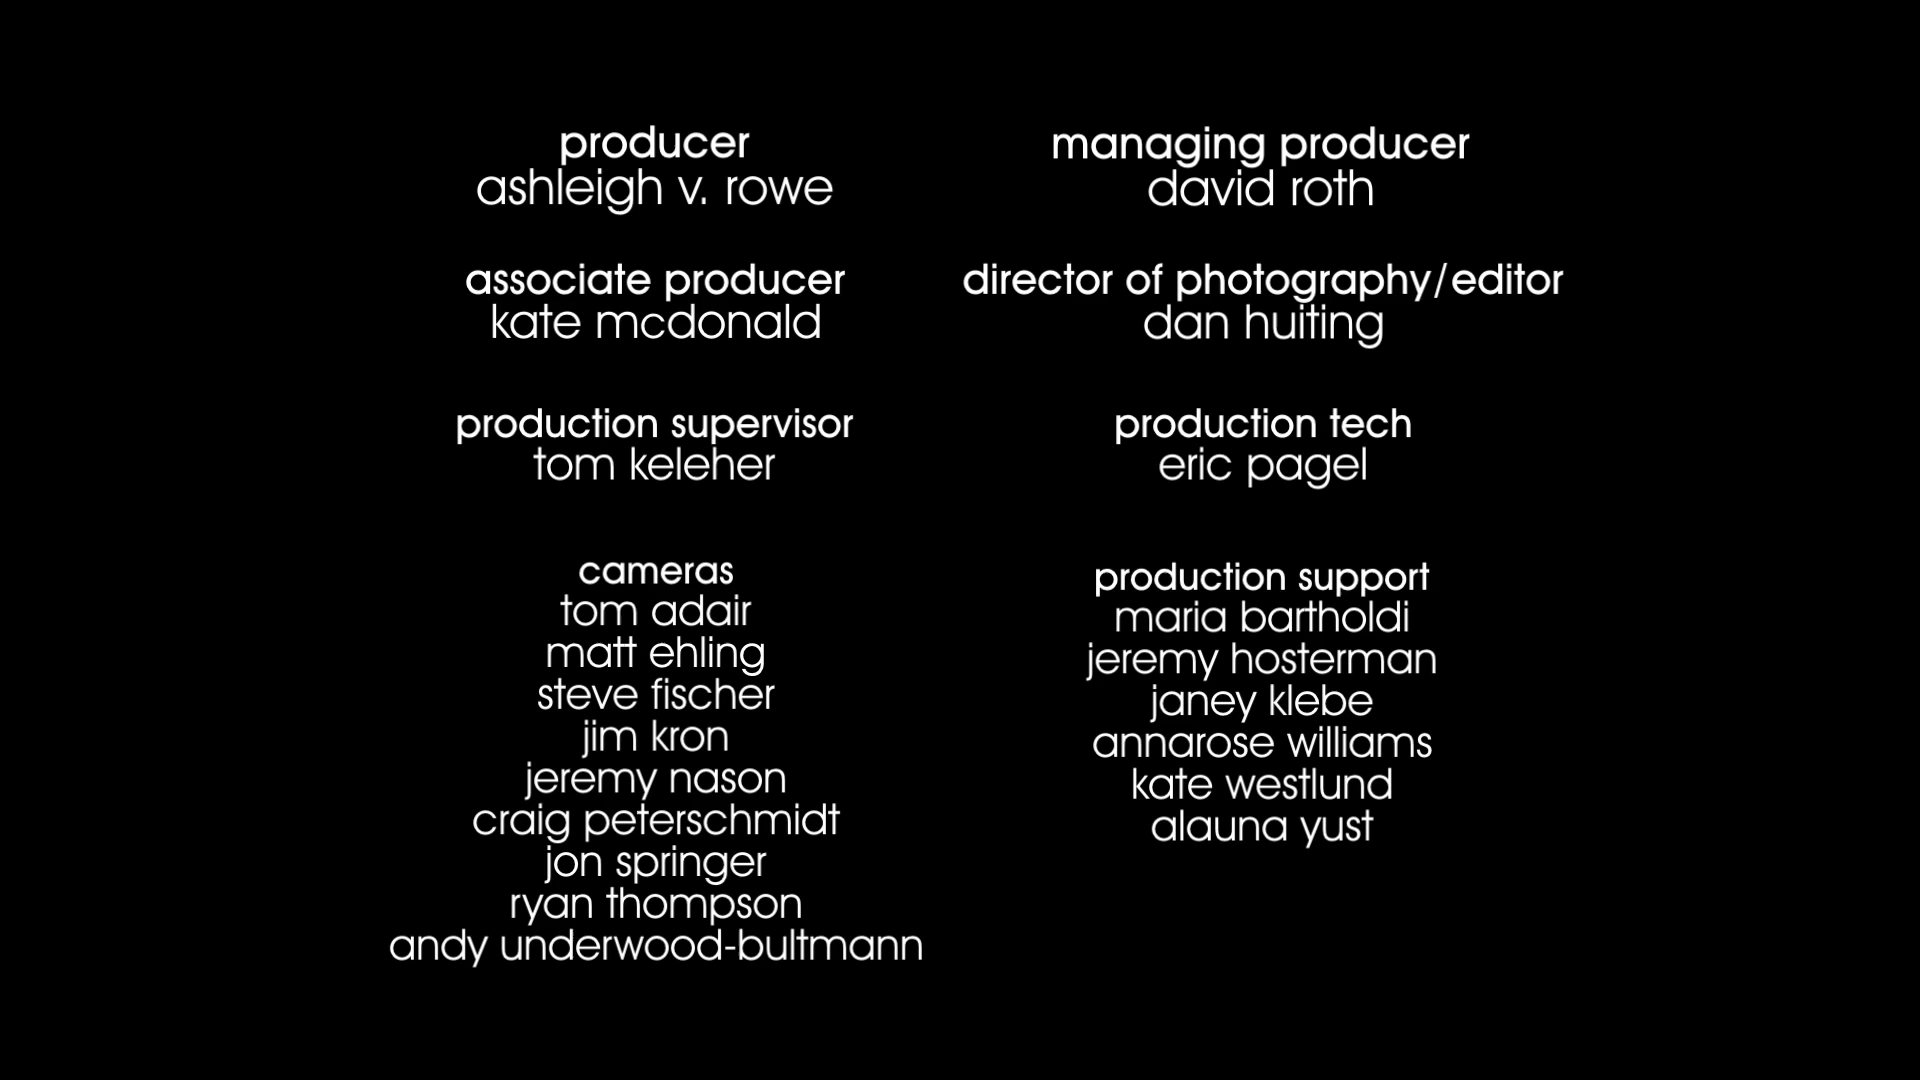 producer
ashleigh v. rowe
managing producer
david roth
associate producer
kate mcdonald
director of photography/editor
dan huiting
production supervisor
tom keleher
production tech
eric pagel
cameras
tom adair
matt ehling
steve fischer
jim kron
jeremy nason
craig peterschmidt
jon springer
ryan thompson
andy underwood-bultmann
production support
maria bartholdi
jeremy hosterman
janey klebe
annarose williams
kate westlund
alauna yust